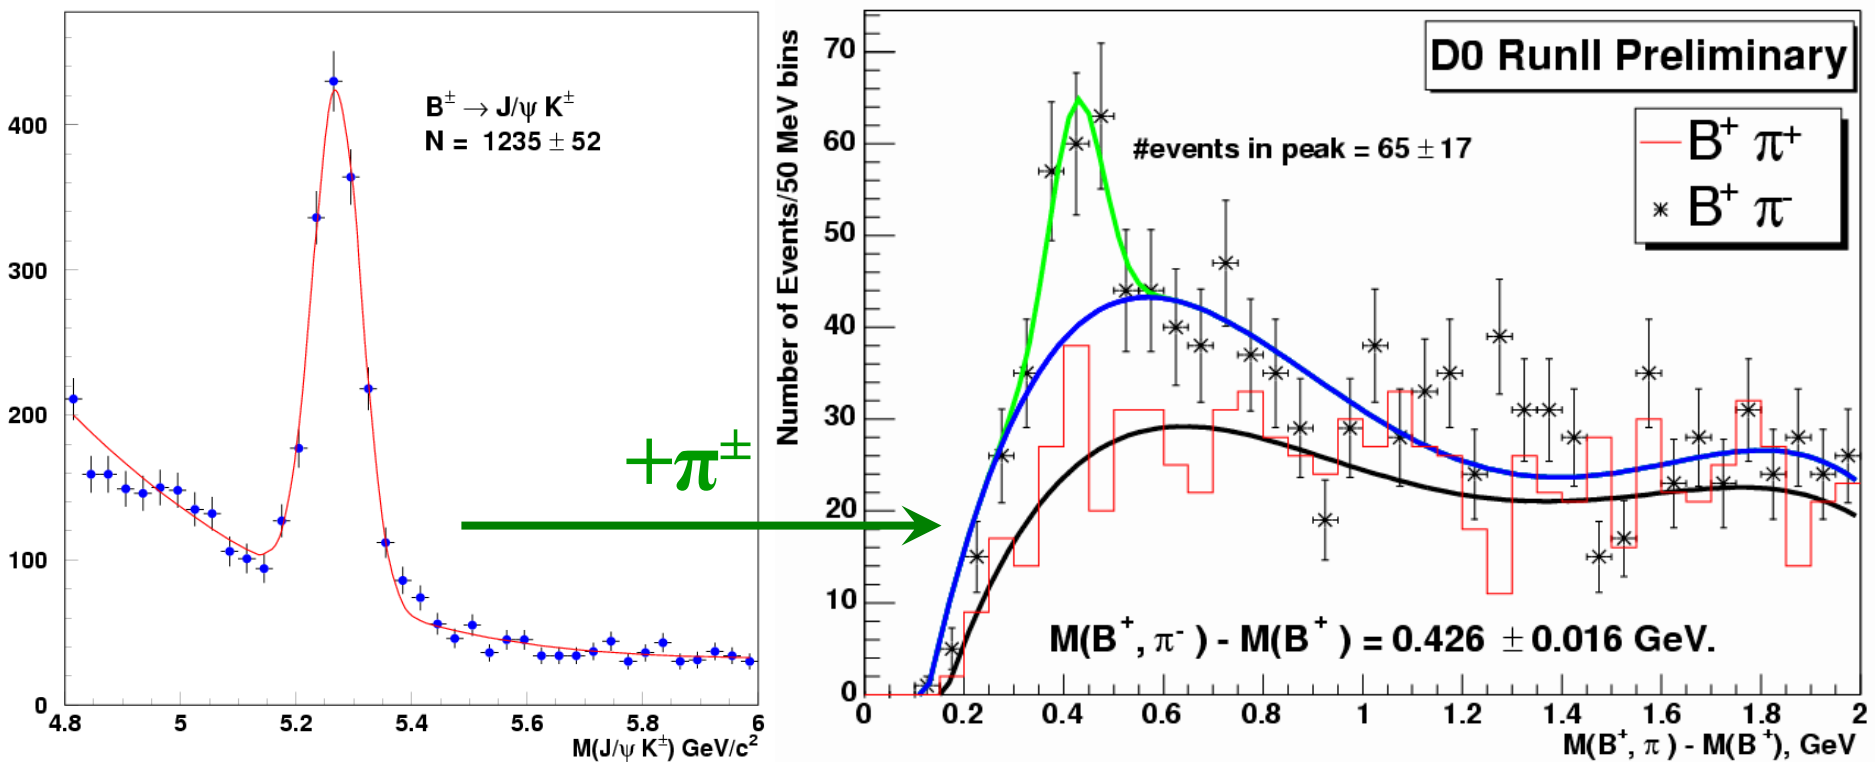 B± → J/ψ K±
N = 1235 ± 52
400
300
200
100
0
4.8 5 5.2 5.4 5.6 5.8 6
M(J/ψ K±) GeV/c²
+π±
Number of Events/50 MeV bins
D0 RunII Preliminary
B⁺ π⁺
B⁺ π⁻
#events in peak = 65 ± 17
70
60
50
40
30
20
10
0
M(B⁺, π⁻) - M(B⁺) = 0.426 ± 0.016 GeV.
0 0.2 0.4 0.6 0.8 1 1.2 1.4 1.6 1.8 2
M(B⁺, π) - M(B⁺), GeV